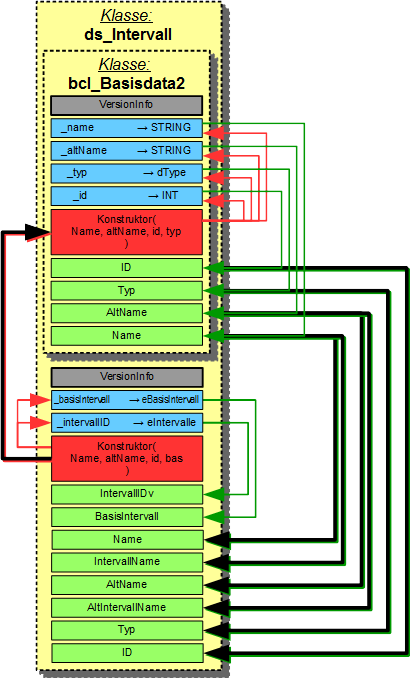 Klasse:
ds_Intervall
Klasse:
bcl_Basisdata2
VersionInfo
_name → STRING
_altName → STRING
_typ → dType
_id → INT
Konstruktor(
Name, altName, id, typ
)
ID
Typ
AltName
Name
VersionInfo
_basisIntervall → eBasisIntervall
_intervallID → eIntervalle
Konstruktor(
Name, altName, id, bas
)
IntervallIDv
BasisIntervall
Name
IntervallName
AltName
AltIntervallName
Typ
ID